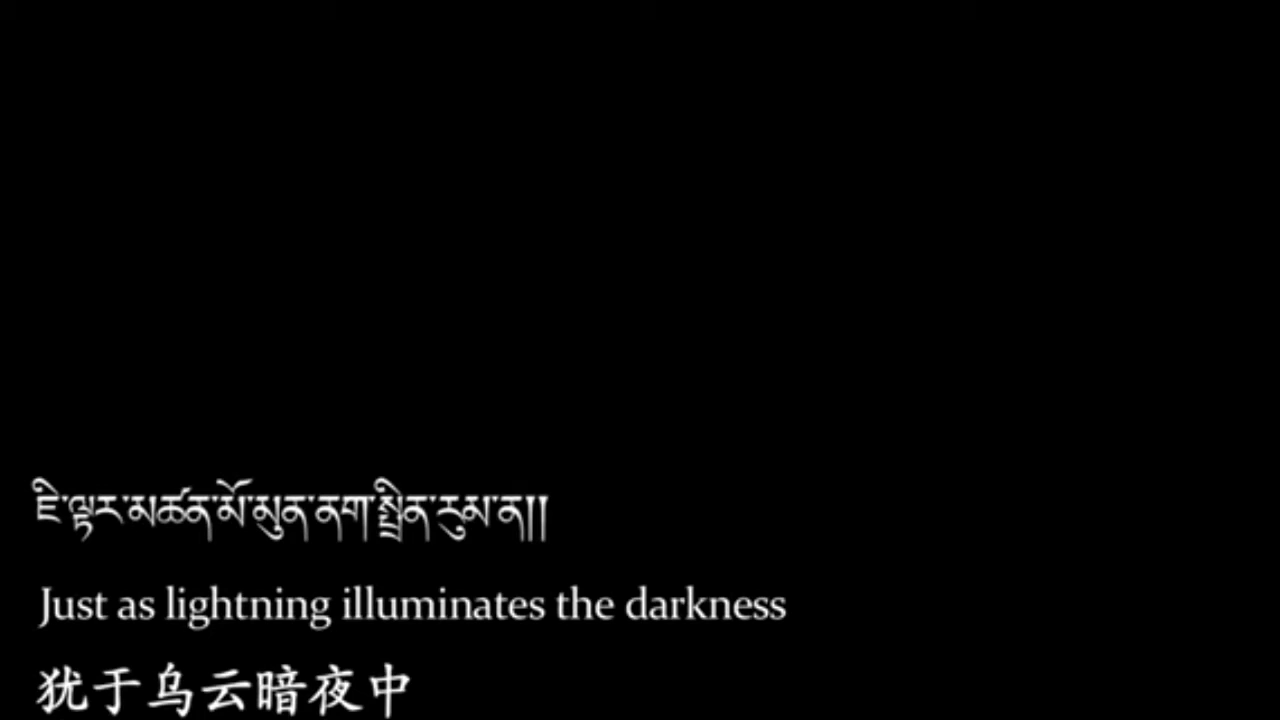 ཇི་ལྟར་མཚན་མོ་མུན་ནག་སྤྲིན་རུམ་ན།།
Just as lightning illuminates the darkness
犹于乌云暗夜中